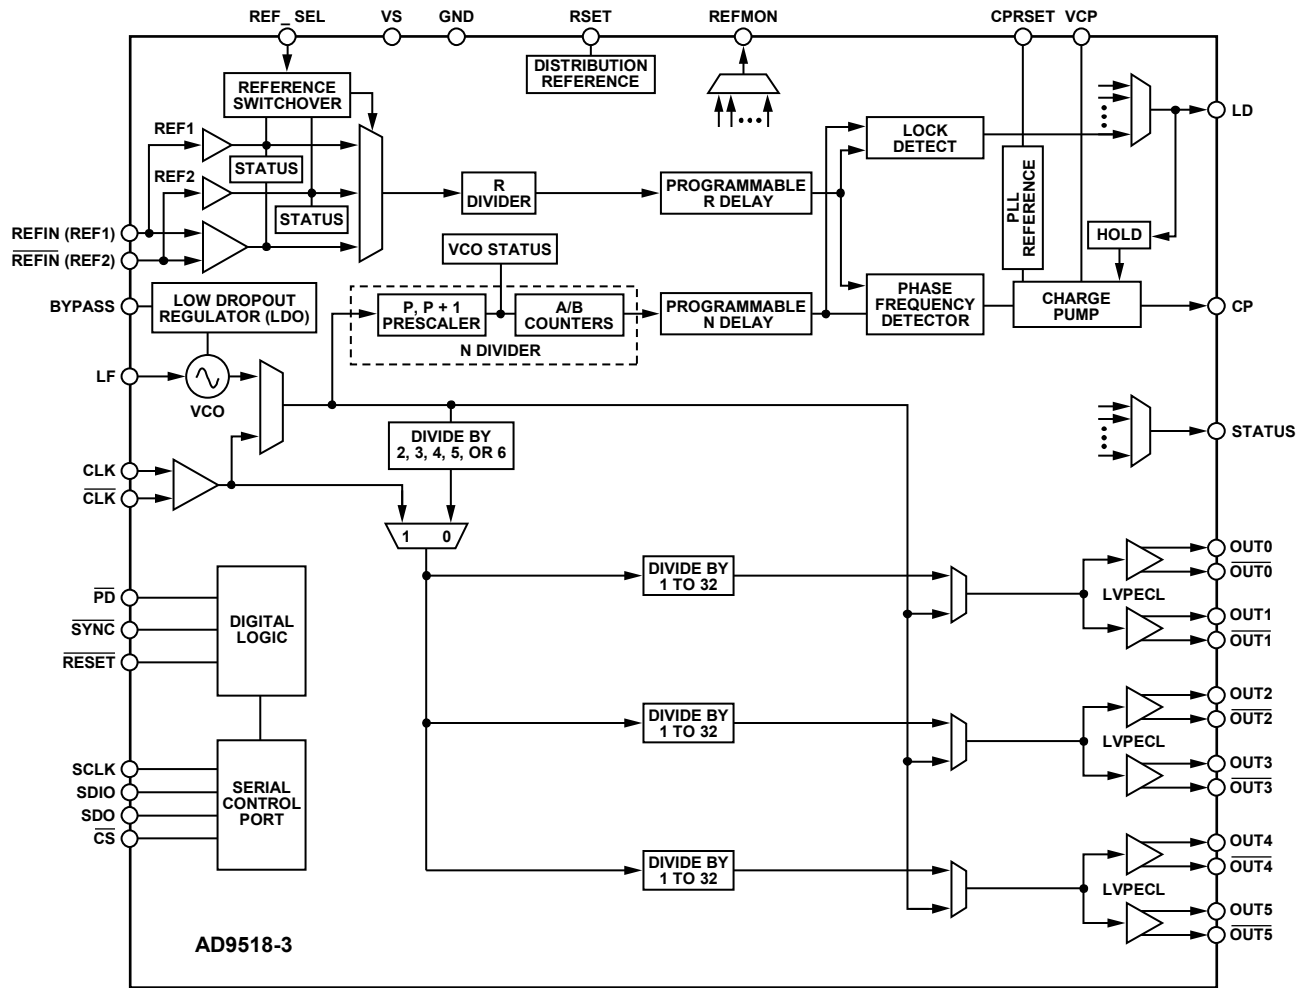 REF_SEL
VS
GND
RSET
REFMON
CPRSET
VCP
DISTRIBUTION
REFERENCE
REFERENCE
SWITCHOVER
REF1
STATUS
REF2
STATUS
REFIN (REF1)
REFIN (REF2)
BYPASS
LOW DROPOUT
REGULATOR (LDO)
LF
VCO
CLK
CLK
R
DIVIDER
PROGRAMMABLE
R DELAY
VCO STATUS
P, P + 1
PRESCALER
A/B
COUNTERS
N DIVIDER
PROGRAMMABLE
N DELAY
LOCK
DETECT
PLL
REFERENCE
HOLD
LD
PHASE
FREQUENCY
DETECTOR
CHARGE
PUMP
CP
STATUS
DIVIDE BY
2, 3, 4, 5, OR 6
1 0
PD
SYNC
RESET
DIGITAL
LOGIC
SCLK
SDIO
SDO
CS
SERIAL
CONTROL
PORT
DIVIDE BY
1 TO 32
LVPECL
OUT0
OUT0
OUT1
OUT1
DIVIDE BY
1 TO 32
LVPECL
OUT2
OUT2
OUT3
OUT3
DIVIDE BY
1 TO 32
LVPECL
OUT4
OUT4
OUT5
OUT5
AD9518-3